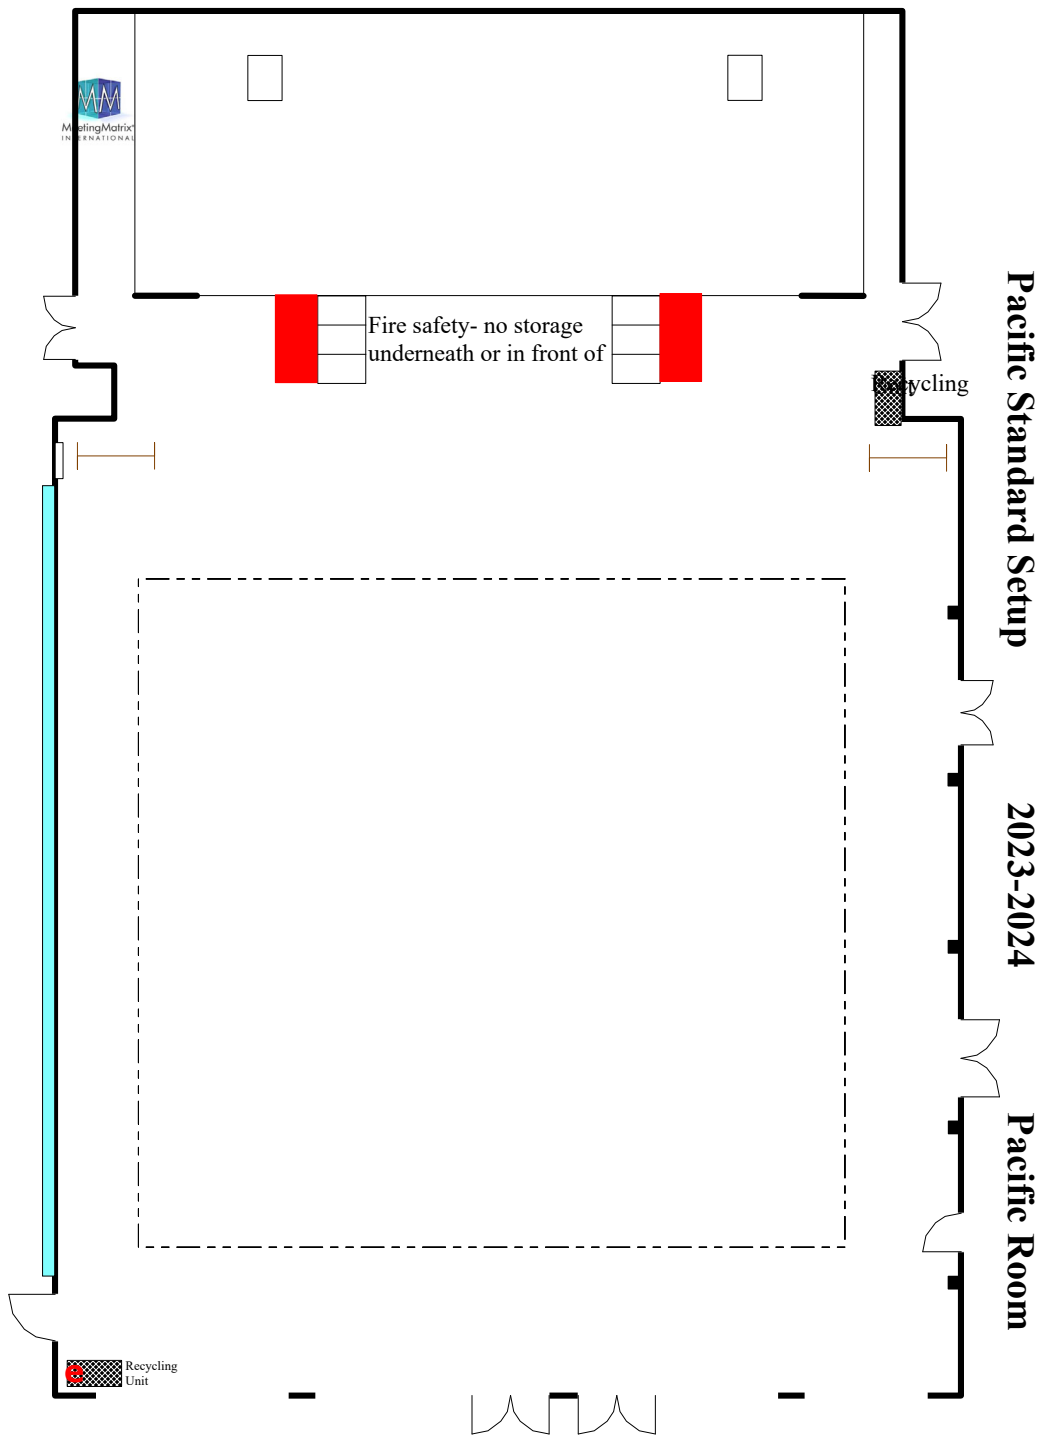 MeetingMatrix
INTERNATIONAL
Fire safety- no storage
underneath or in front of
Recycling
Pacific Standard Setup
2023-2024
Pacific Room
e
Recycling
Unit